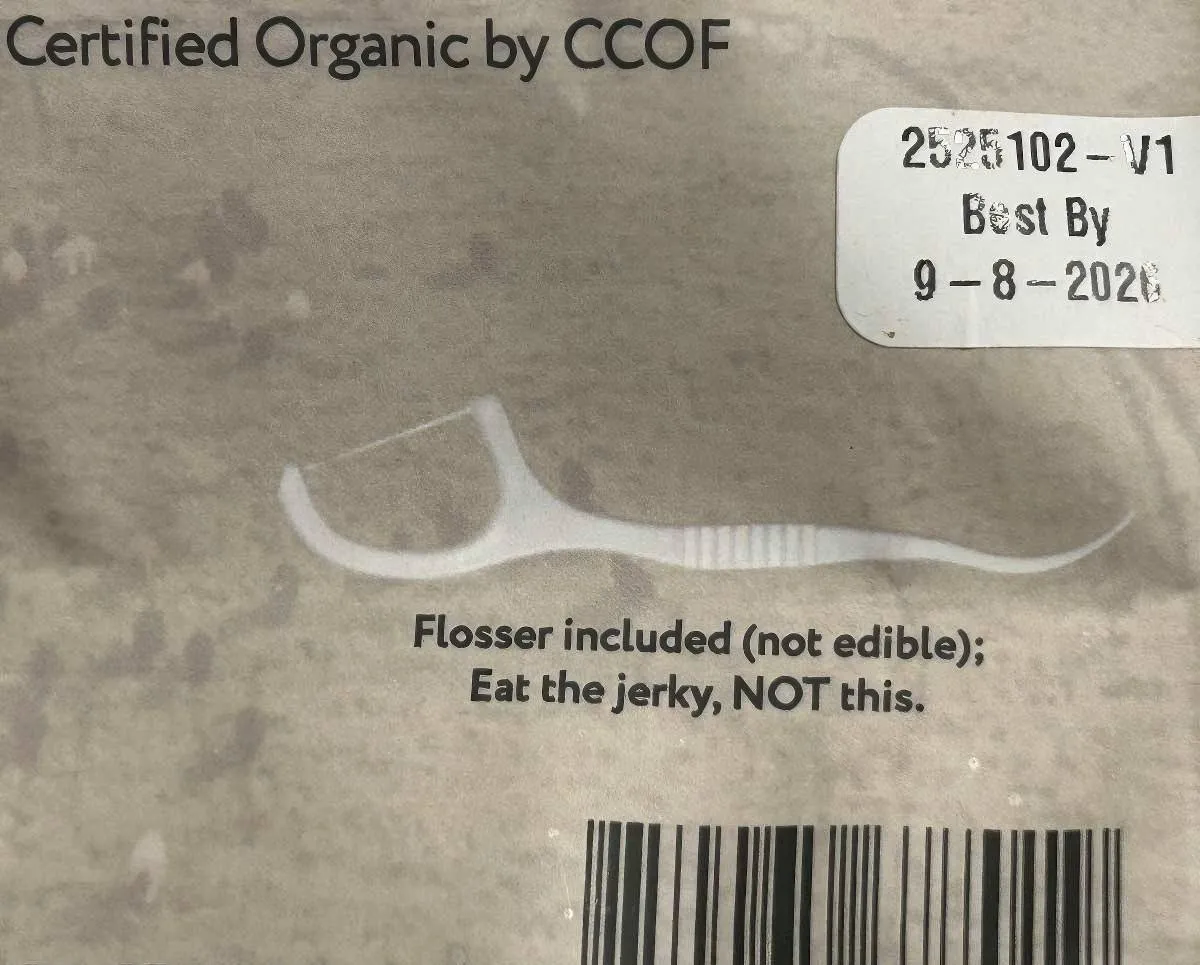 Certified Organic by CCOF
2525102-V1
Best By
9-8-2026
Flosser included (not edible);
Eat the jerky, NOT this.